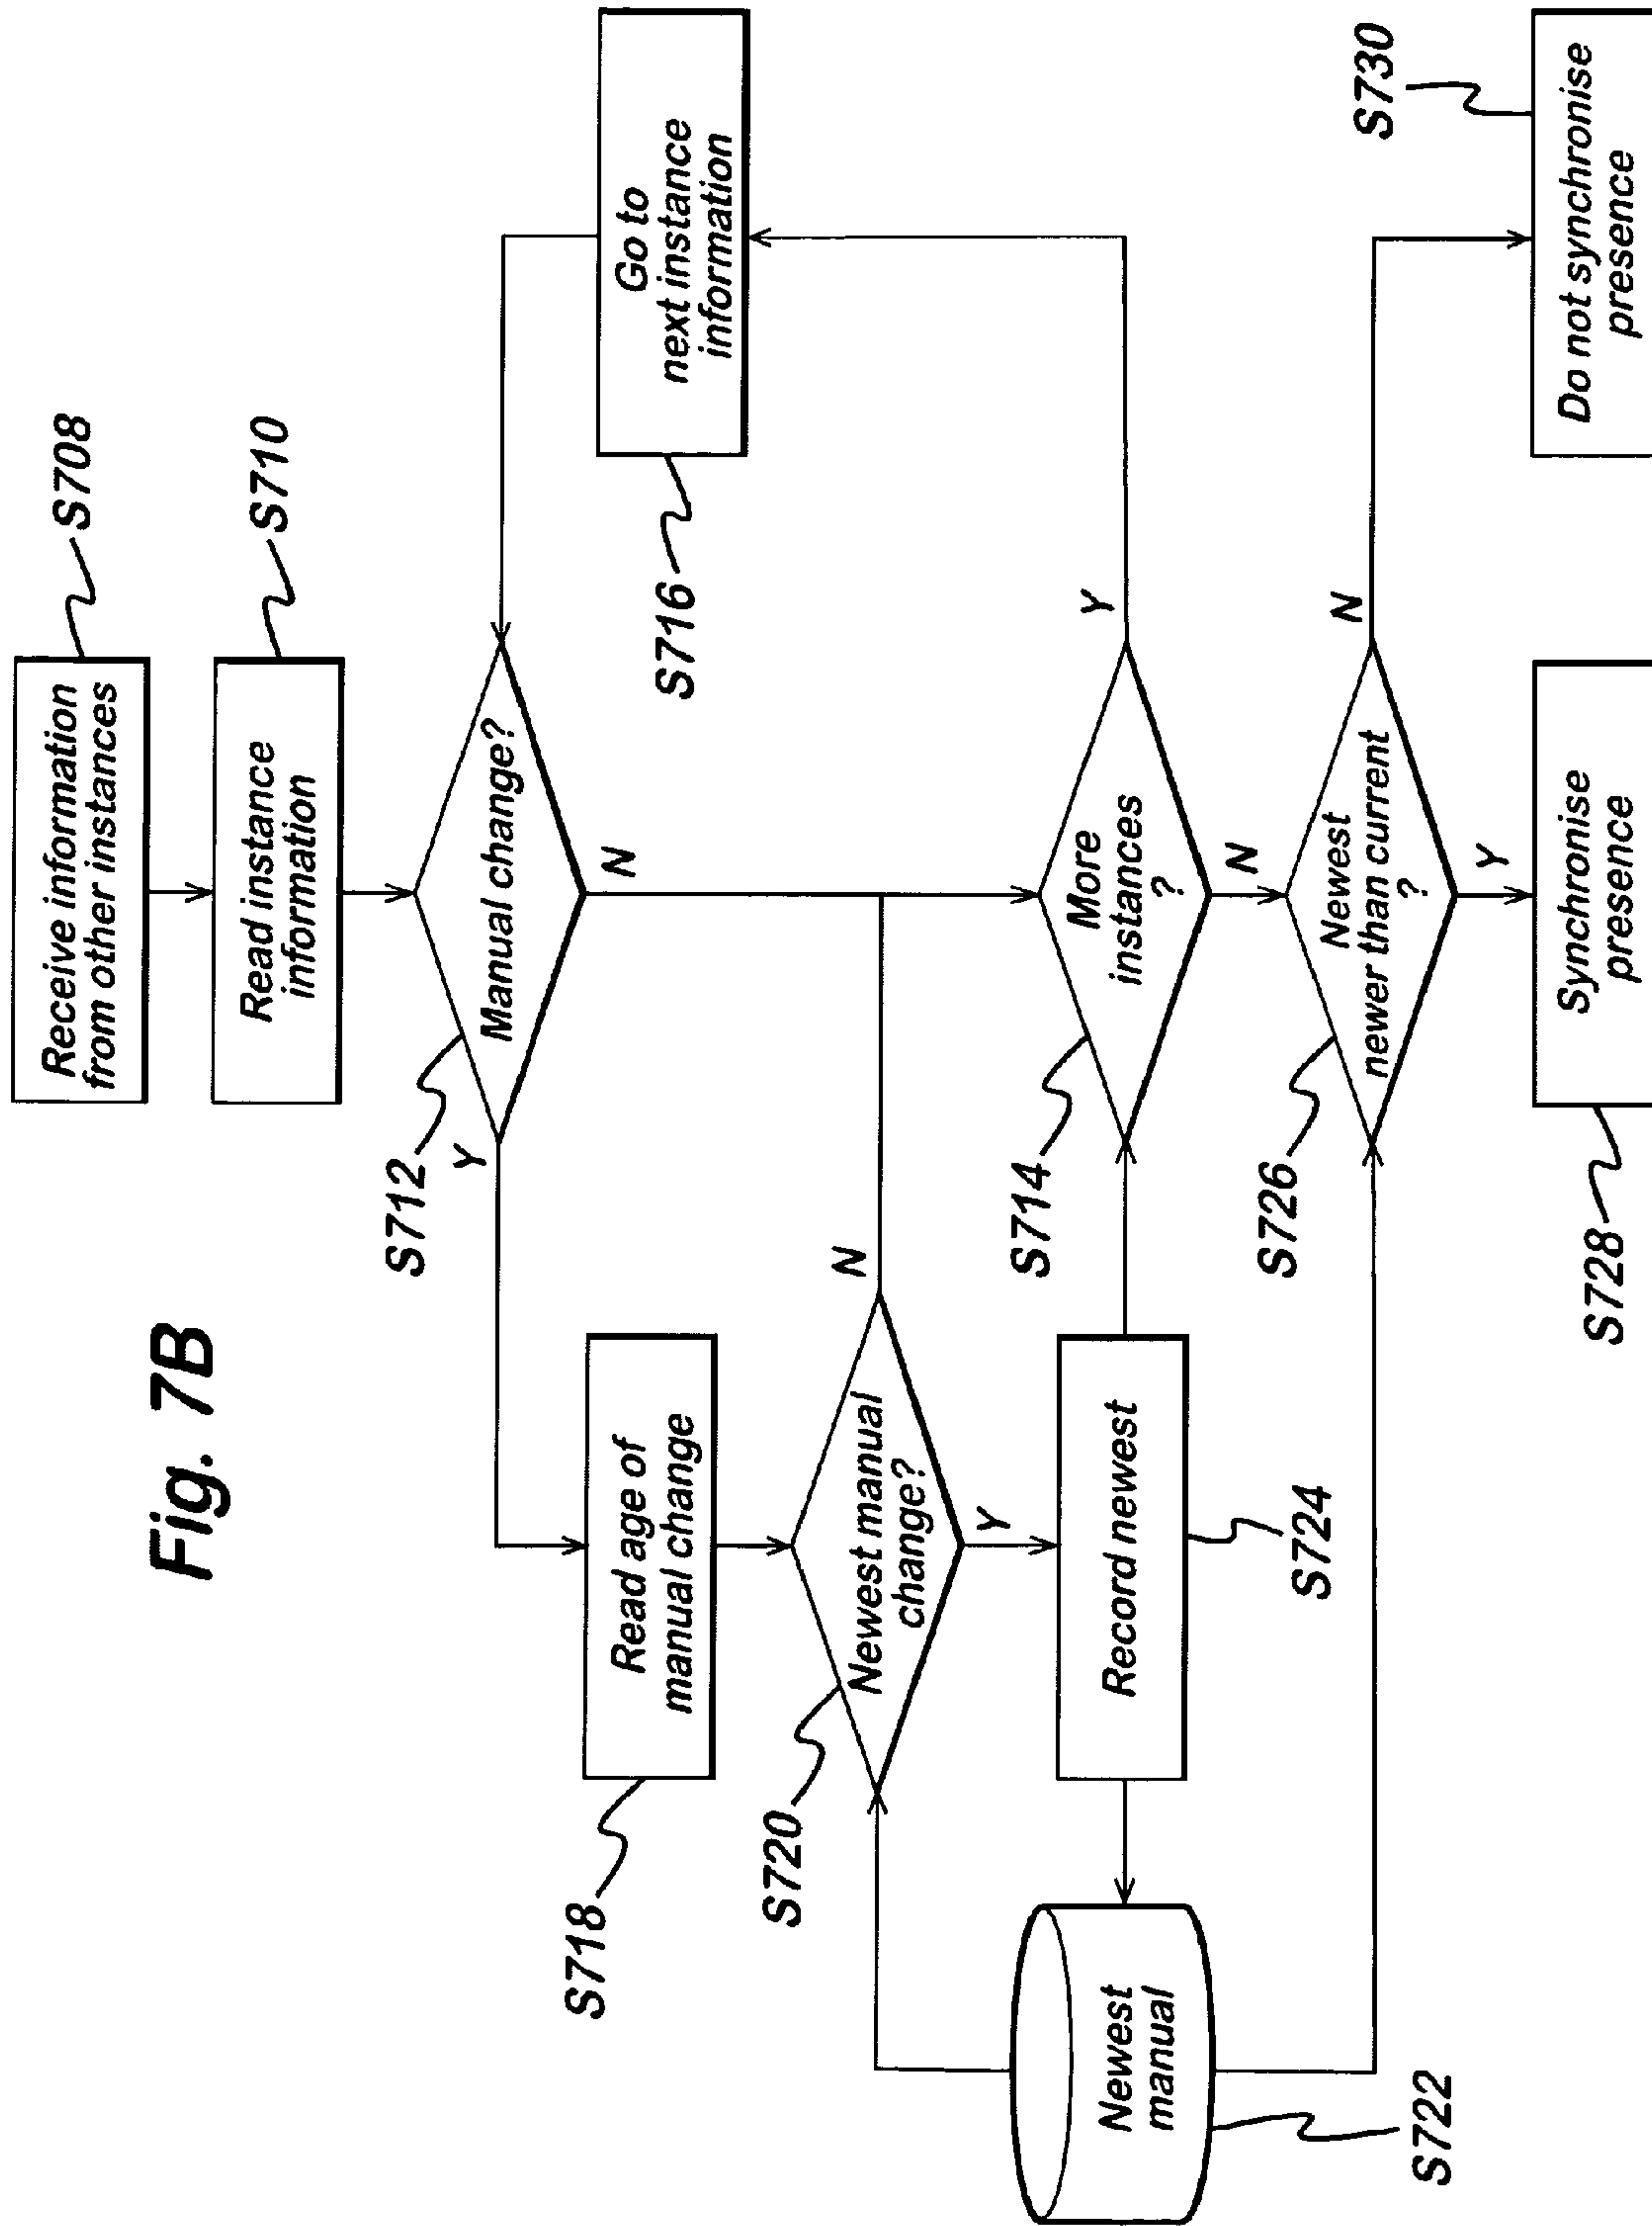 Fig. 7B
Receive information
from other instances
S708
Read instance
information
S710
S712
Y
Manual change?
N
Go to
next instance
information
S716
S718
Read age of
manual change
S720
Newest manual
change?
N
Y
S714
More
instances
?
Y
N
Record newest
S724
Newest
manual
S722
S726
Newest
newer than current
?
N
Y
S728
Synchronise
presence
S730
Do not synchronise
presence